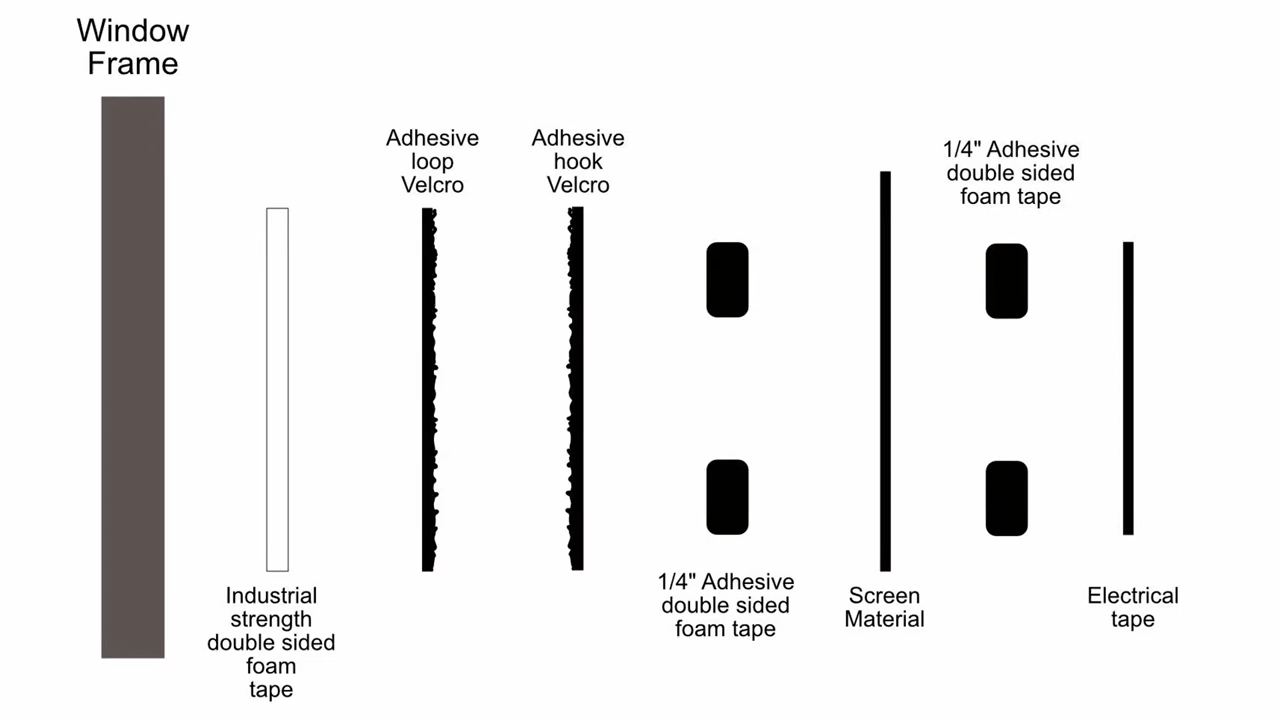 Window
Frame
Industrial
strength
double sided
foam
tape
Adhesive
loop
Velcro
Adhesive
hook
Velcro
1/4" Adhesive
double sided
foam tape
Screen
Material
1/4" Adhesive
double sided
foam tape
Electrical
tape